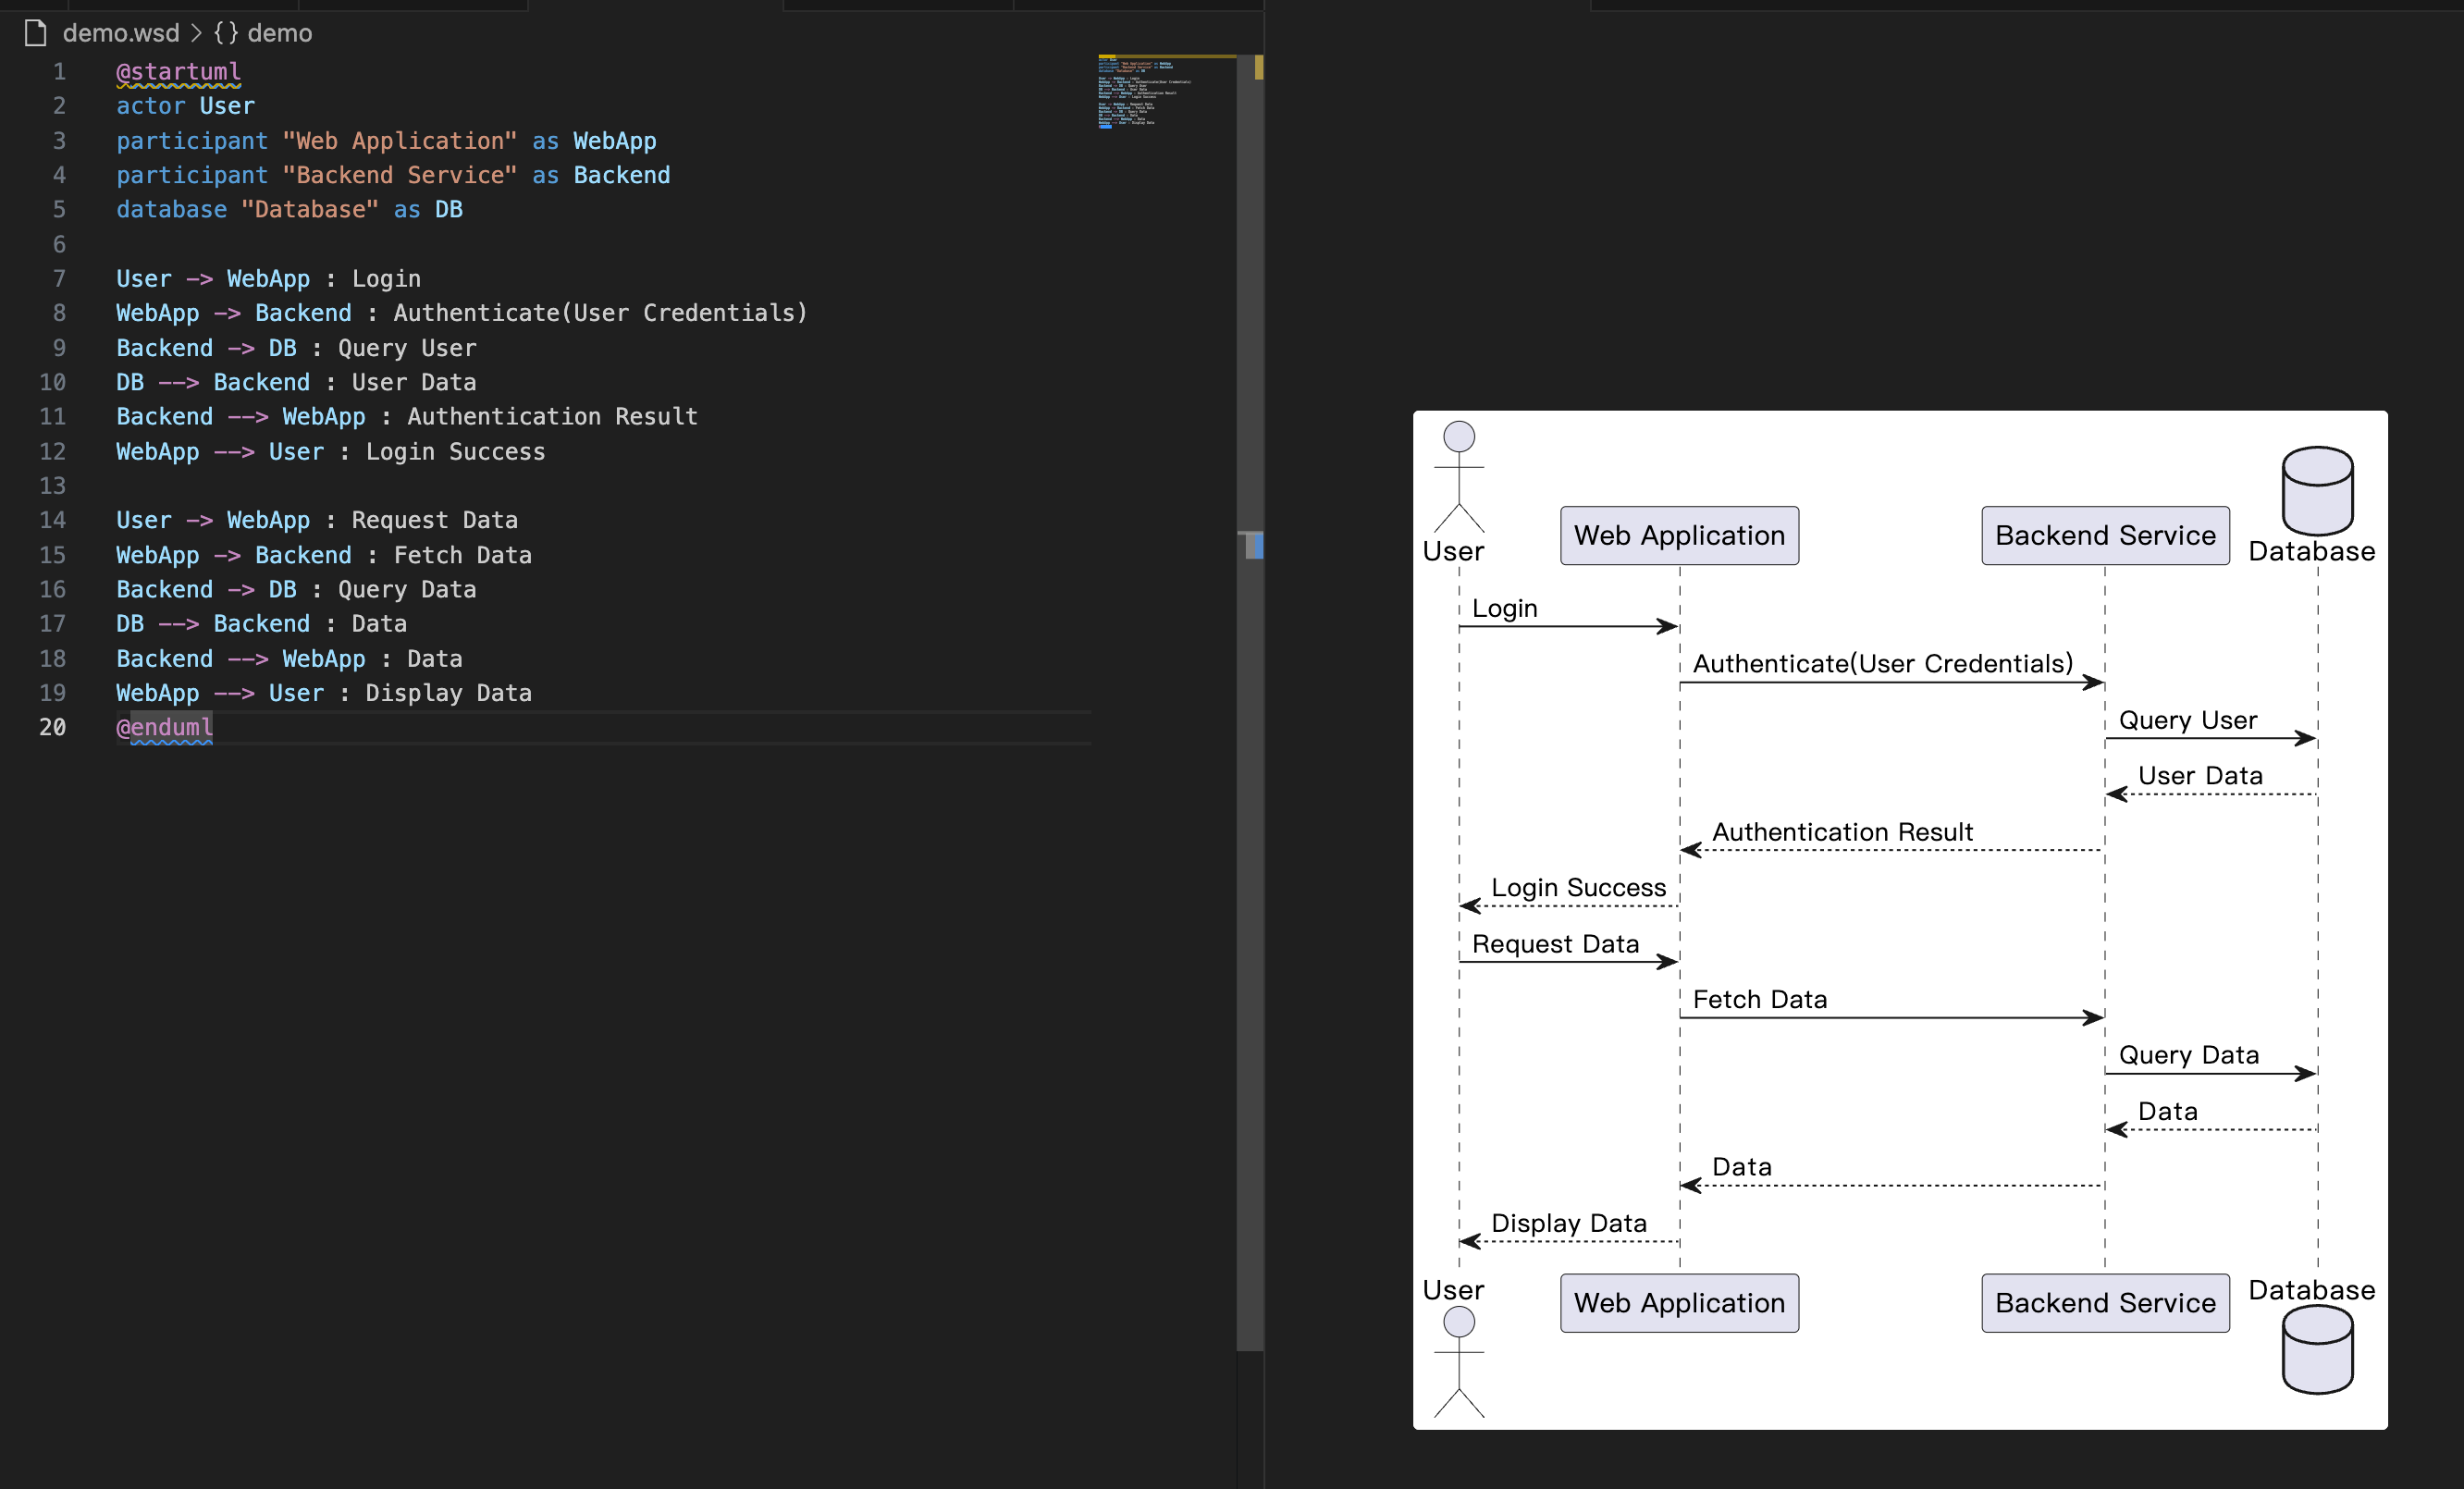 demo.wsd > {} demo
1 @startuml
2 actor User
3 participant "Web Application" as WebApp
4 participant "Backend Service" as Backend
5 database "Database" as DB
6
7 User -> WebApp : Login
8 WebApp -> Backend : Authenticate(User Credentials)
9 Backend -> DB : Query User
10 DB --> Backend : User Data
11 Backend --> WebApp : Authentication Result
12 WebApp --> User : Login Success
13
14 User -> WebApp : Request Data
15 WebApp -> Backend : Fetch Data
16 Backend -> DB : Query Data
17 DB --> Backend : Data
18 Backend --> WebApp : Data
19 WebApp --> User : Display Data
20 @enduml
User
Web Application
Backend Service
Database
Login
Authenticate(User Credentials)
Query User
User Data
Authentication Result
Login Success
Request Data
Fetch Data
Query Data
Data
Data
Display Data
User
Web Application
Backend Service
Database